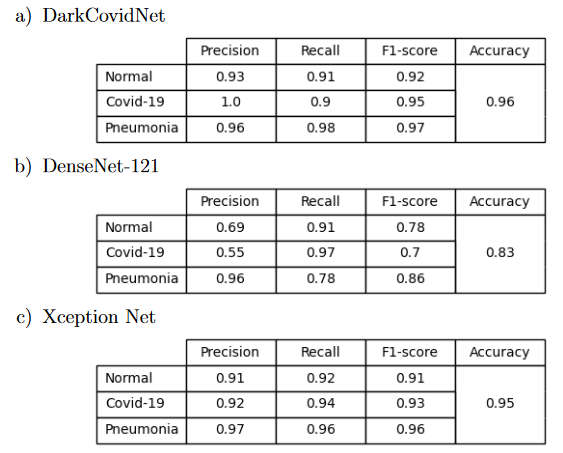 a) DarkCovidNet
Precision Recall F1-score Accuracy
Normal 0.93 0.91 0.92
Covid-19 1.0 0.9 0.95 0.96
Pneumonia 0.96 0.98 0.97
b) DenseNet-121
Precision Recall F1-score Accuracy
Normal 0.69 0.91 0.78
Covid-19 0.55 0.97 0.7 0.83
Pneumonia 0.96 0.78 0.86
c) Xception Net
Precision Recall F1-score Accuracy
Normal 0.91 0.92 0.91
Covid-19 0.92 0.94 0.93 0.95
Pneumonia 0.97 0.96 0.96